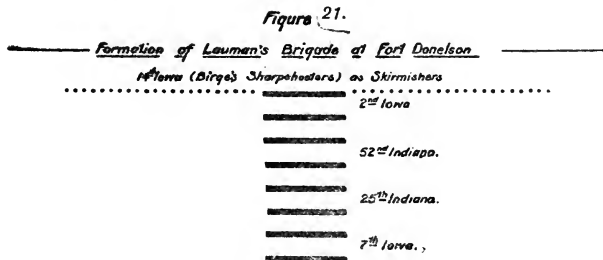 Figure 21.
Formation of Lauman's Brigade at Fort Donelson
14th Iowa (Birge's Sharpshooters) as Skirmishers
2nd Iowa
52nd Indiana.
25th Indiana.
7th Iowa.